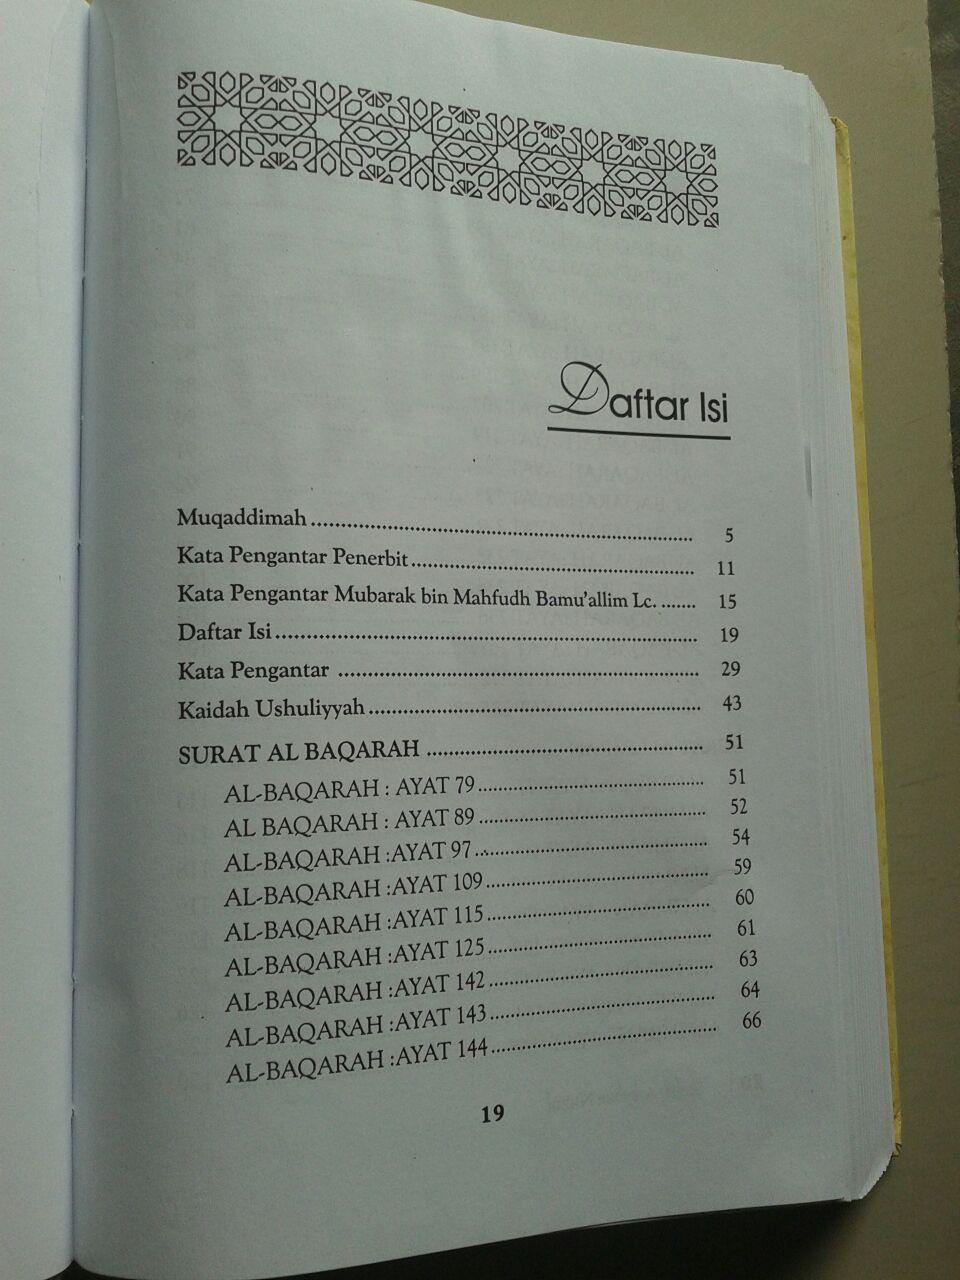 Daftar Isi
Muqaddimah ........ 5
Kata Pengantar Penerbit ........ 11
Kata Pengantar Mubarak bin Mahfudh Bamu'allim Lc. ....... 15
Daftar Isi ........ 19
Kata Pengantar ........ 29
Kaidah Ushuliyyah ........ 43
SURAT AL BAQARAH ........ 51
AL-BAQARAH : AYAT 79 ........ 51
AL BAQARAH : AYAT 89 ........ 52
AL-BAQARAH :AYAT 97 ........ 54
AL-BAQARAH :AYAT 109 ........ 59
AL-BAQARAH :AYAT 115 ........ 60
AL-BAQARAH :AYAT 125 ........ 61
AL-BAQARAH :AYAT 142 ........ 63
AL-BAQARAH :AYAT 143 ........ 64
AL-BAQARAH :AYAT 144 ........ 66
19